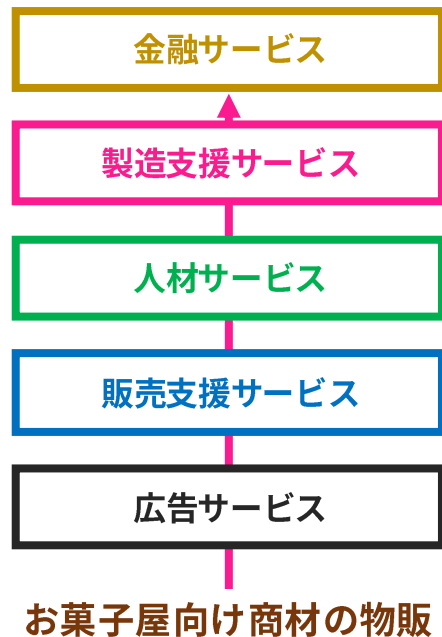 金融サービス
製造支援サービス
人材サービス
販売支援サービス
広告サービス
お菓子屋向け商材の物販